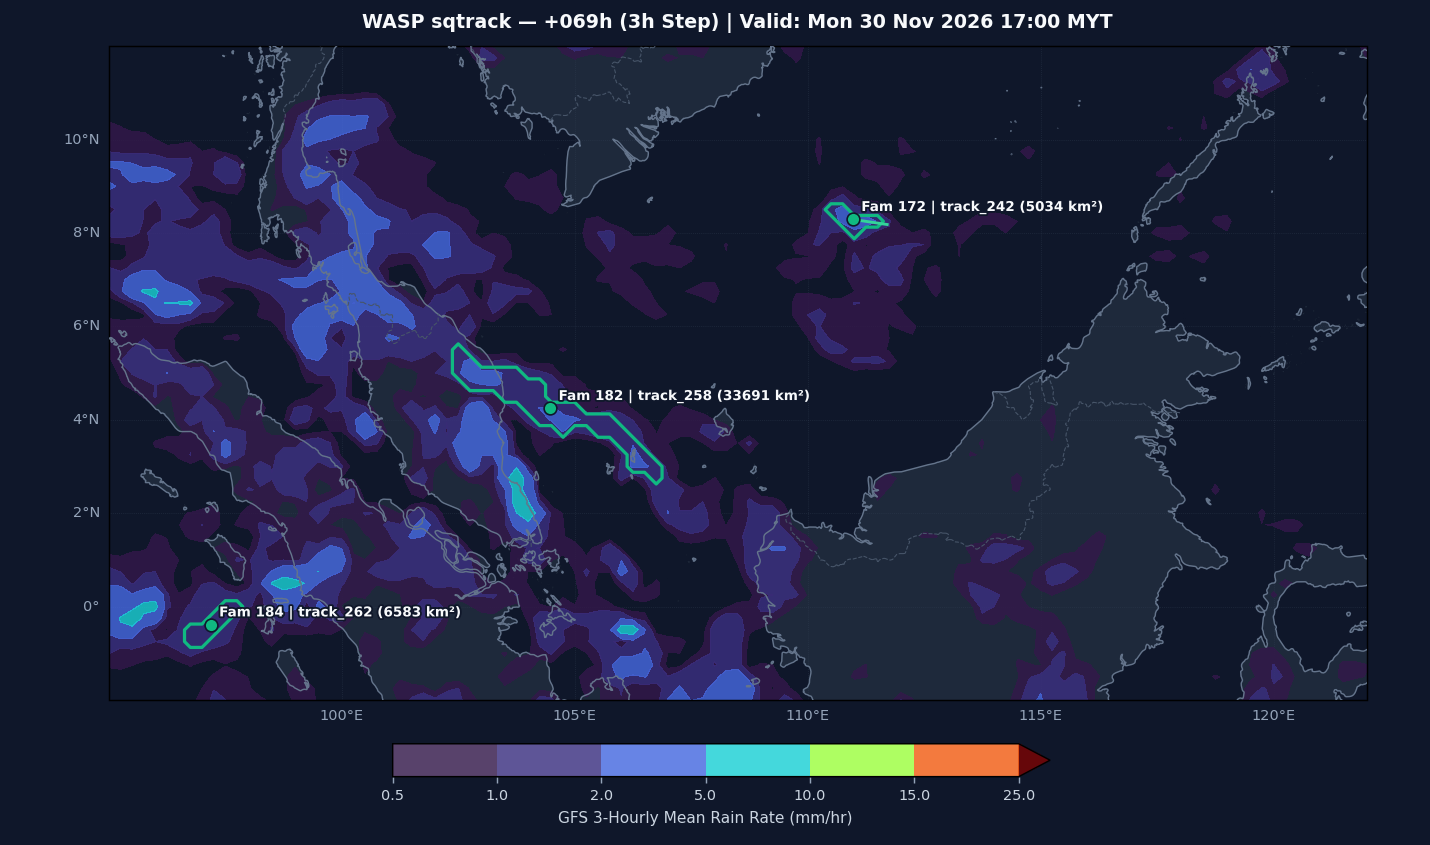 WASP sqtrack — +069h (3h Step) | Valid: Mon 30 Nov 2026 17:00 MYT
10°N
8°N
6°N
4°N
2°N
0°
Fam 172 | track_242 (5034 km²)
Fam 182 | track_258 (33691 km²)
Fam 184 | track_262 (6583 km²)
100°E 105°E 110°E 115°E 120°E
0.5 1.0 2.0 5.0 10.0 15.0 25.0
GFS 3-Hourly Mean Rain Rate (mm/hr)